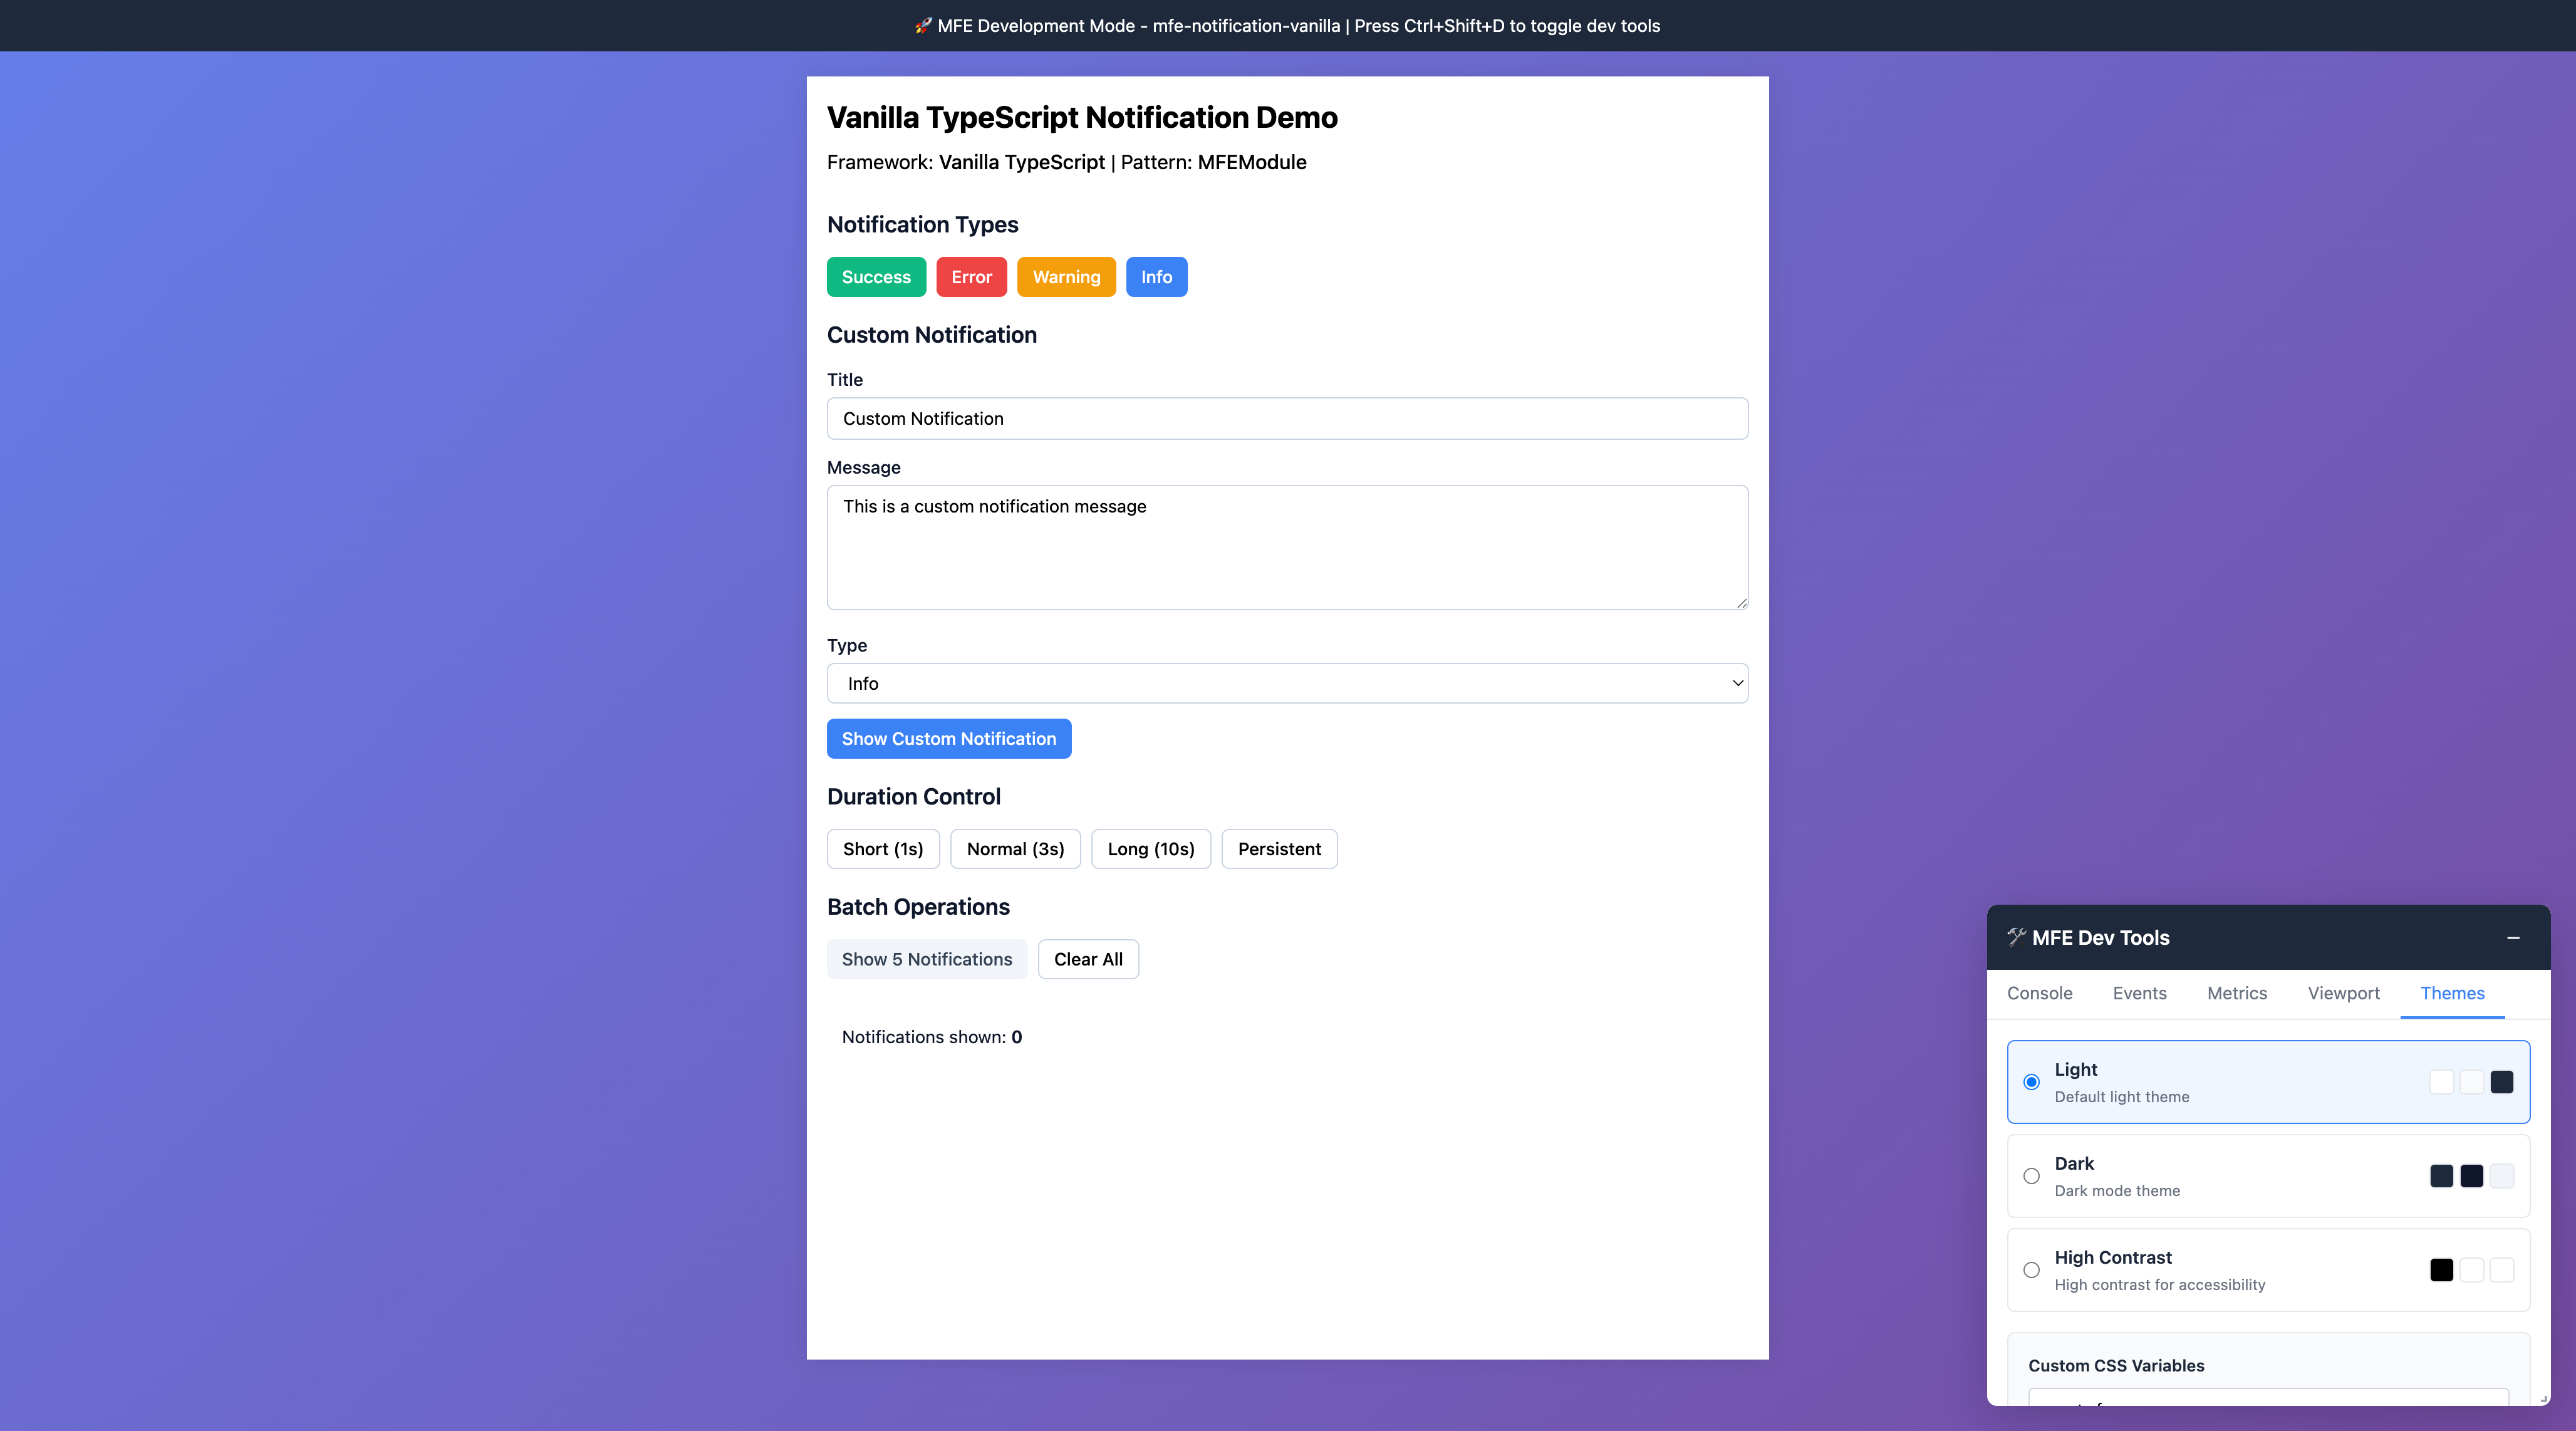 🚀 MFE Development Mode - mfe-notification-vanilla | Press Ctrl+Shift+D to toggle dev tools
Vanilla TypeScript Notification Demo
Framework: Vanilla TypeScript | Pattern: MFEModule
Notification Types
Success Error Warning Info
Custom Notification
Title
Custom Notification
Message
This is a custom notification message
Type
Info
Show Custom Notification
Duration Control
Short (1s) Normal (3s) Long (10s) Persistent
Batch Operations
Show 5 Notifications Clear All
Notifications shown: 0
🛠 MFE Dev Tools
Console Events Metrics Viewport Themes
Light
Default light theme
Dark
Dark mode theme
High Contrast
High contrast for accessibility
Custom CSS Variables